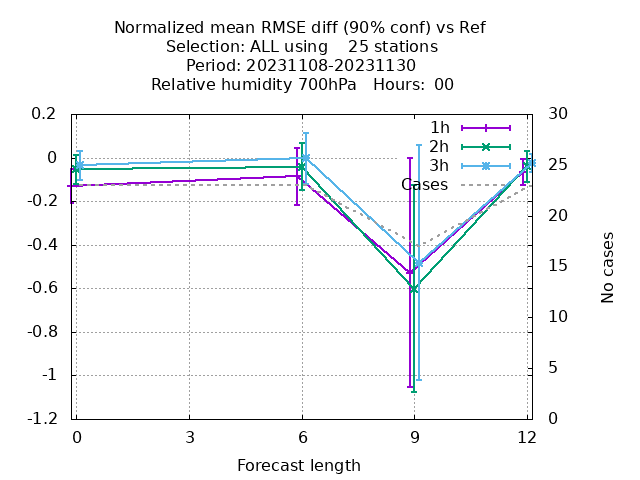 Normalized mean RMSE diff (90% conf) vs Ref
Selection: ALL using    25 stations
Period: 20231108-20231130
Relative humidity 700hPa   Hours:  00
1h
2h
3h
Cases
0.2
0
-0.2
-0.4
-0.6
-0.8
-1
-1.2
30
25
20
15
10
5
0
No cases
0 3 6 9 12
Forecast length